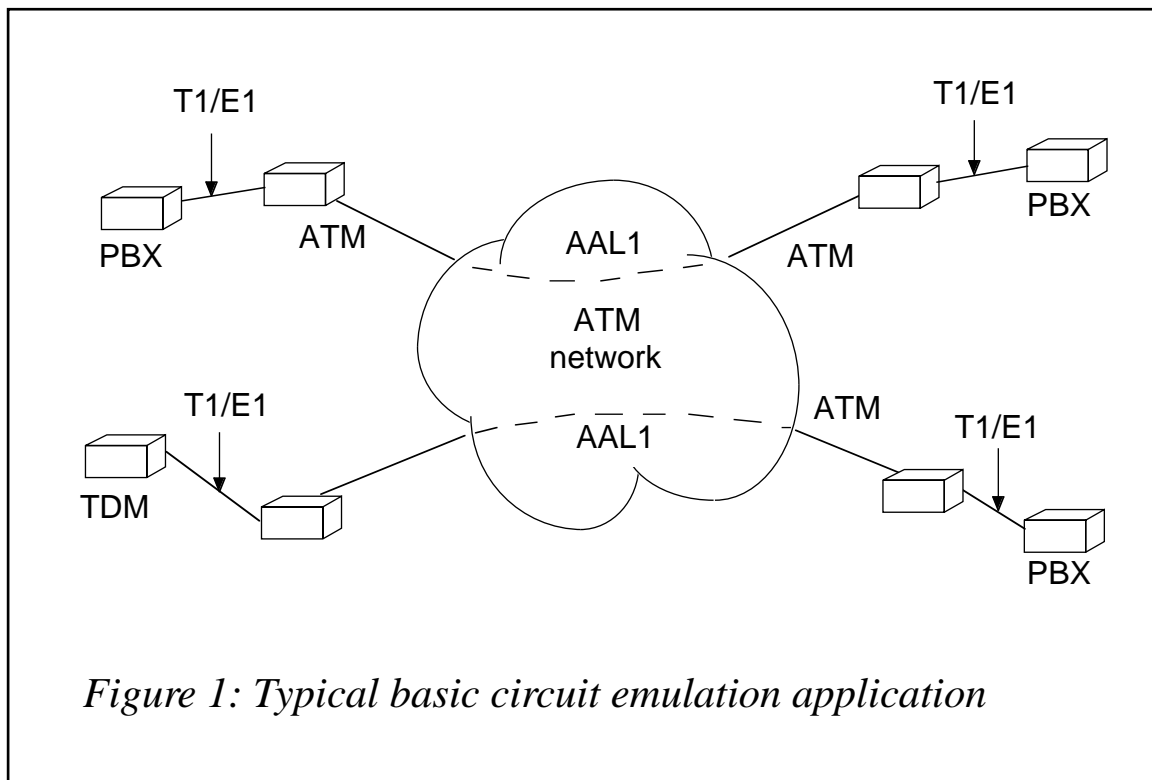 T1/E1
T1/E1
PBX
ATM
AAL1
ATM
PBX
ATM
network
T1/E1
ATM
T1/E1
AAL1
TDM
PBX
Figure 1: Typical basic circuit emulation application